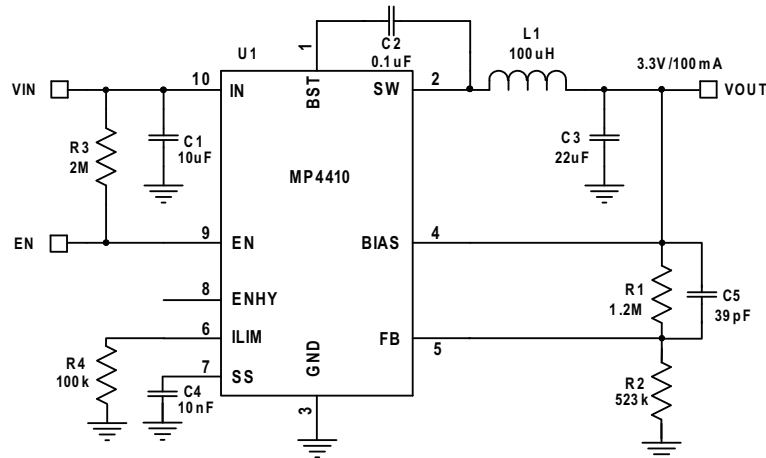 1
C2
0.1uF
L1
100uH
U1
3.3V/100mA
VIN
10
IN
BST
SW
2
VOUT
R3
2M
C1
10uF
C3
22uF
MP4410
EN
9
EN
BIAS
4
8
ENHY
R1
1.2M
C5
39pF
6
ILIM
FB
5
R4
100k
7
SS
GND
C4
10nF
R2
523k
3